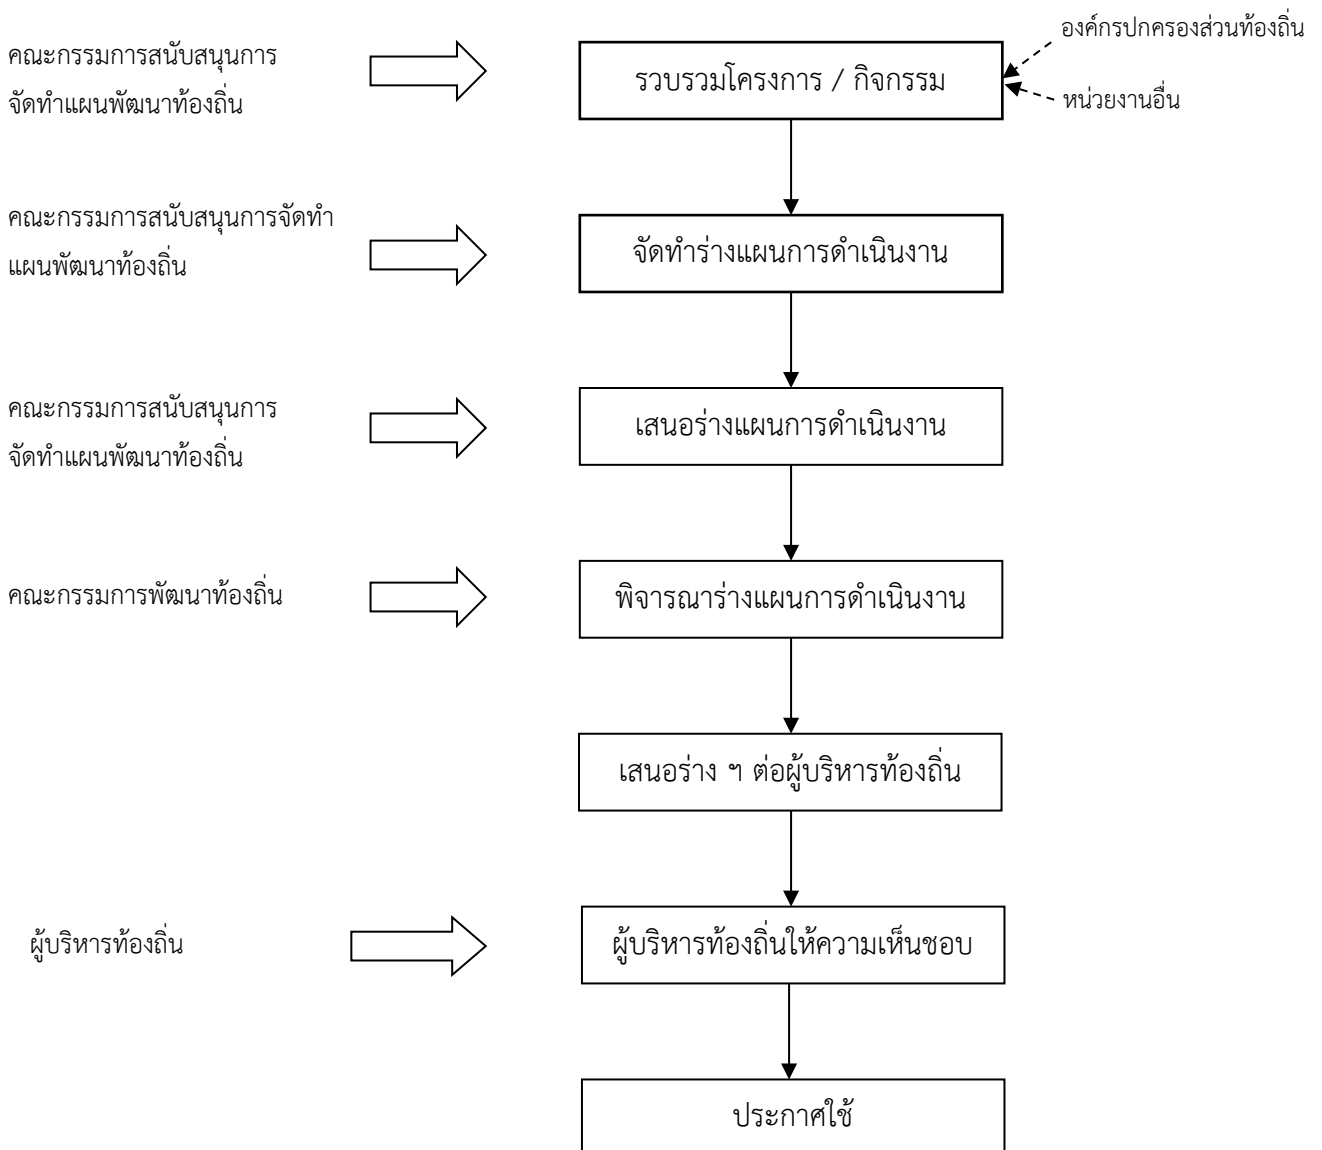 องค์กรปกครองส่วนท้องถิ่น
คณะกรรมการสนับสนุนการ
จัดทำแผนพัฒนาท้องถิ่น
รวบรวมโครงการ / กิจกรรม
หน่วยงานอื่น
คณะกรรมการสนับสนุนการจัดทำ
แผนพัฒนาท้องถิ่น
จัดทำร่างแผนการดำเนินงาน
คณะกรรมการสนับสนุนการ
จัดทำแผนพัฒนาท้องถิ่น
เสนอร่างแผนการดำเนินงาน
คณะกรรมการพัฒนาท้องถิ่น
พิจารณาร่างแผนการดำเนินงาน
เสนอร่าง ฯ ต่อผู้บริหารท้องถิ่น
ผู้บริหารท้องถิ่น
ผู้บริหารท้องถิ่นให้ความเห็นชอบ
ประกาศใช้